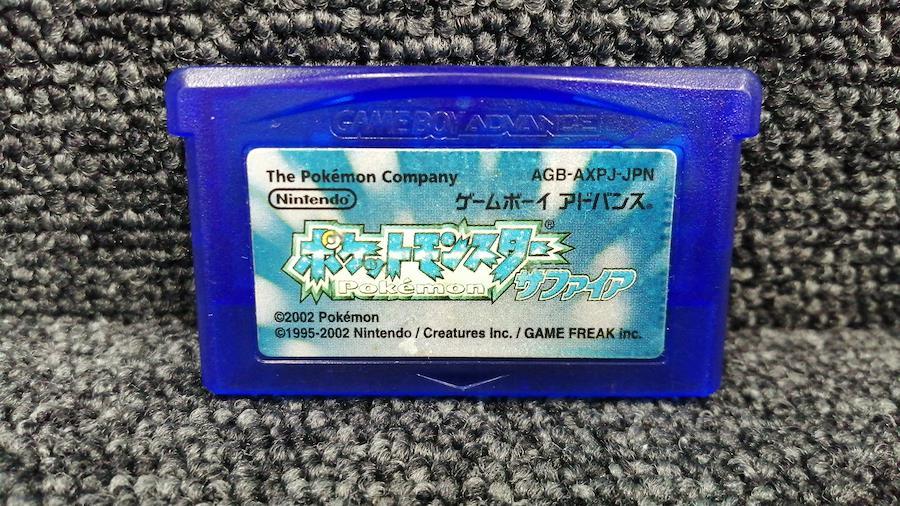 GAME BOY ADVANCE
The Pokémon Company
AGB-AXPJ-JPN
Nintendo
ゲームボーイ アドバンス®
ポケットモンスター®
Pokémon
サファイア
©2002 Pokémon
©1995-2002 Nintendo / Creatures Inc. / GAME FREAK inc.